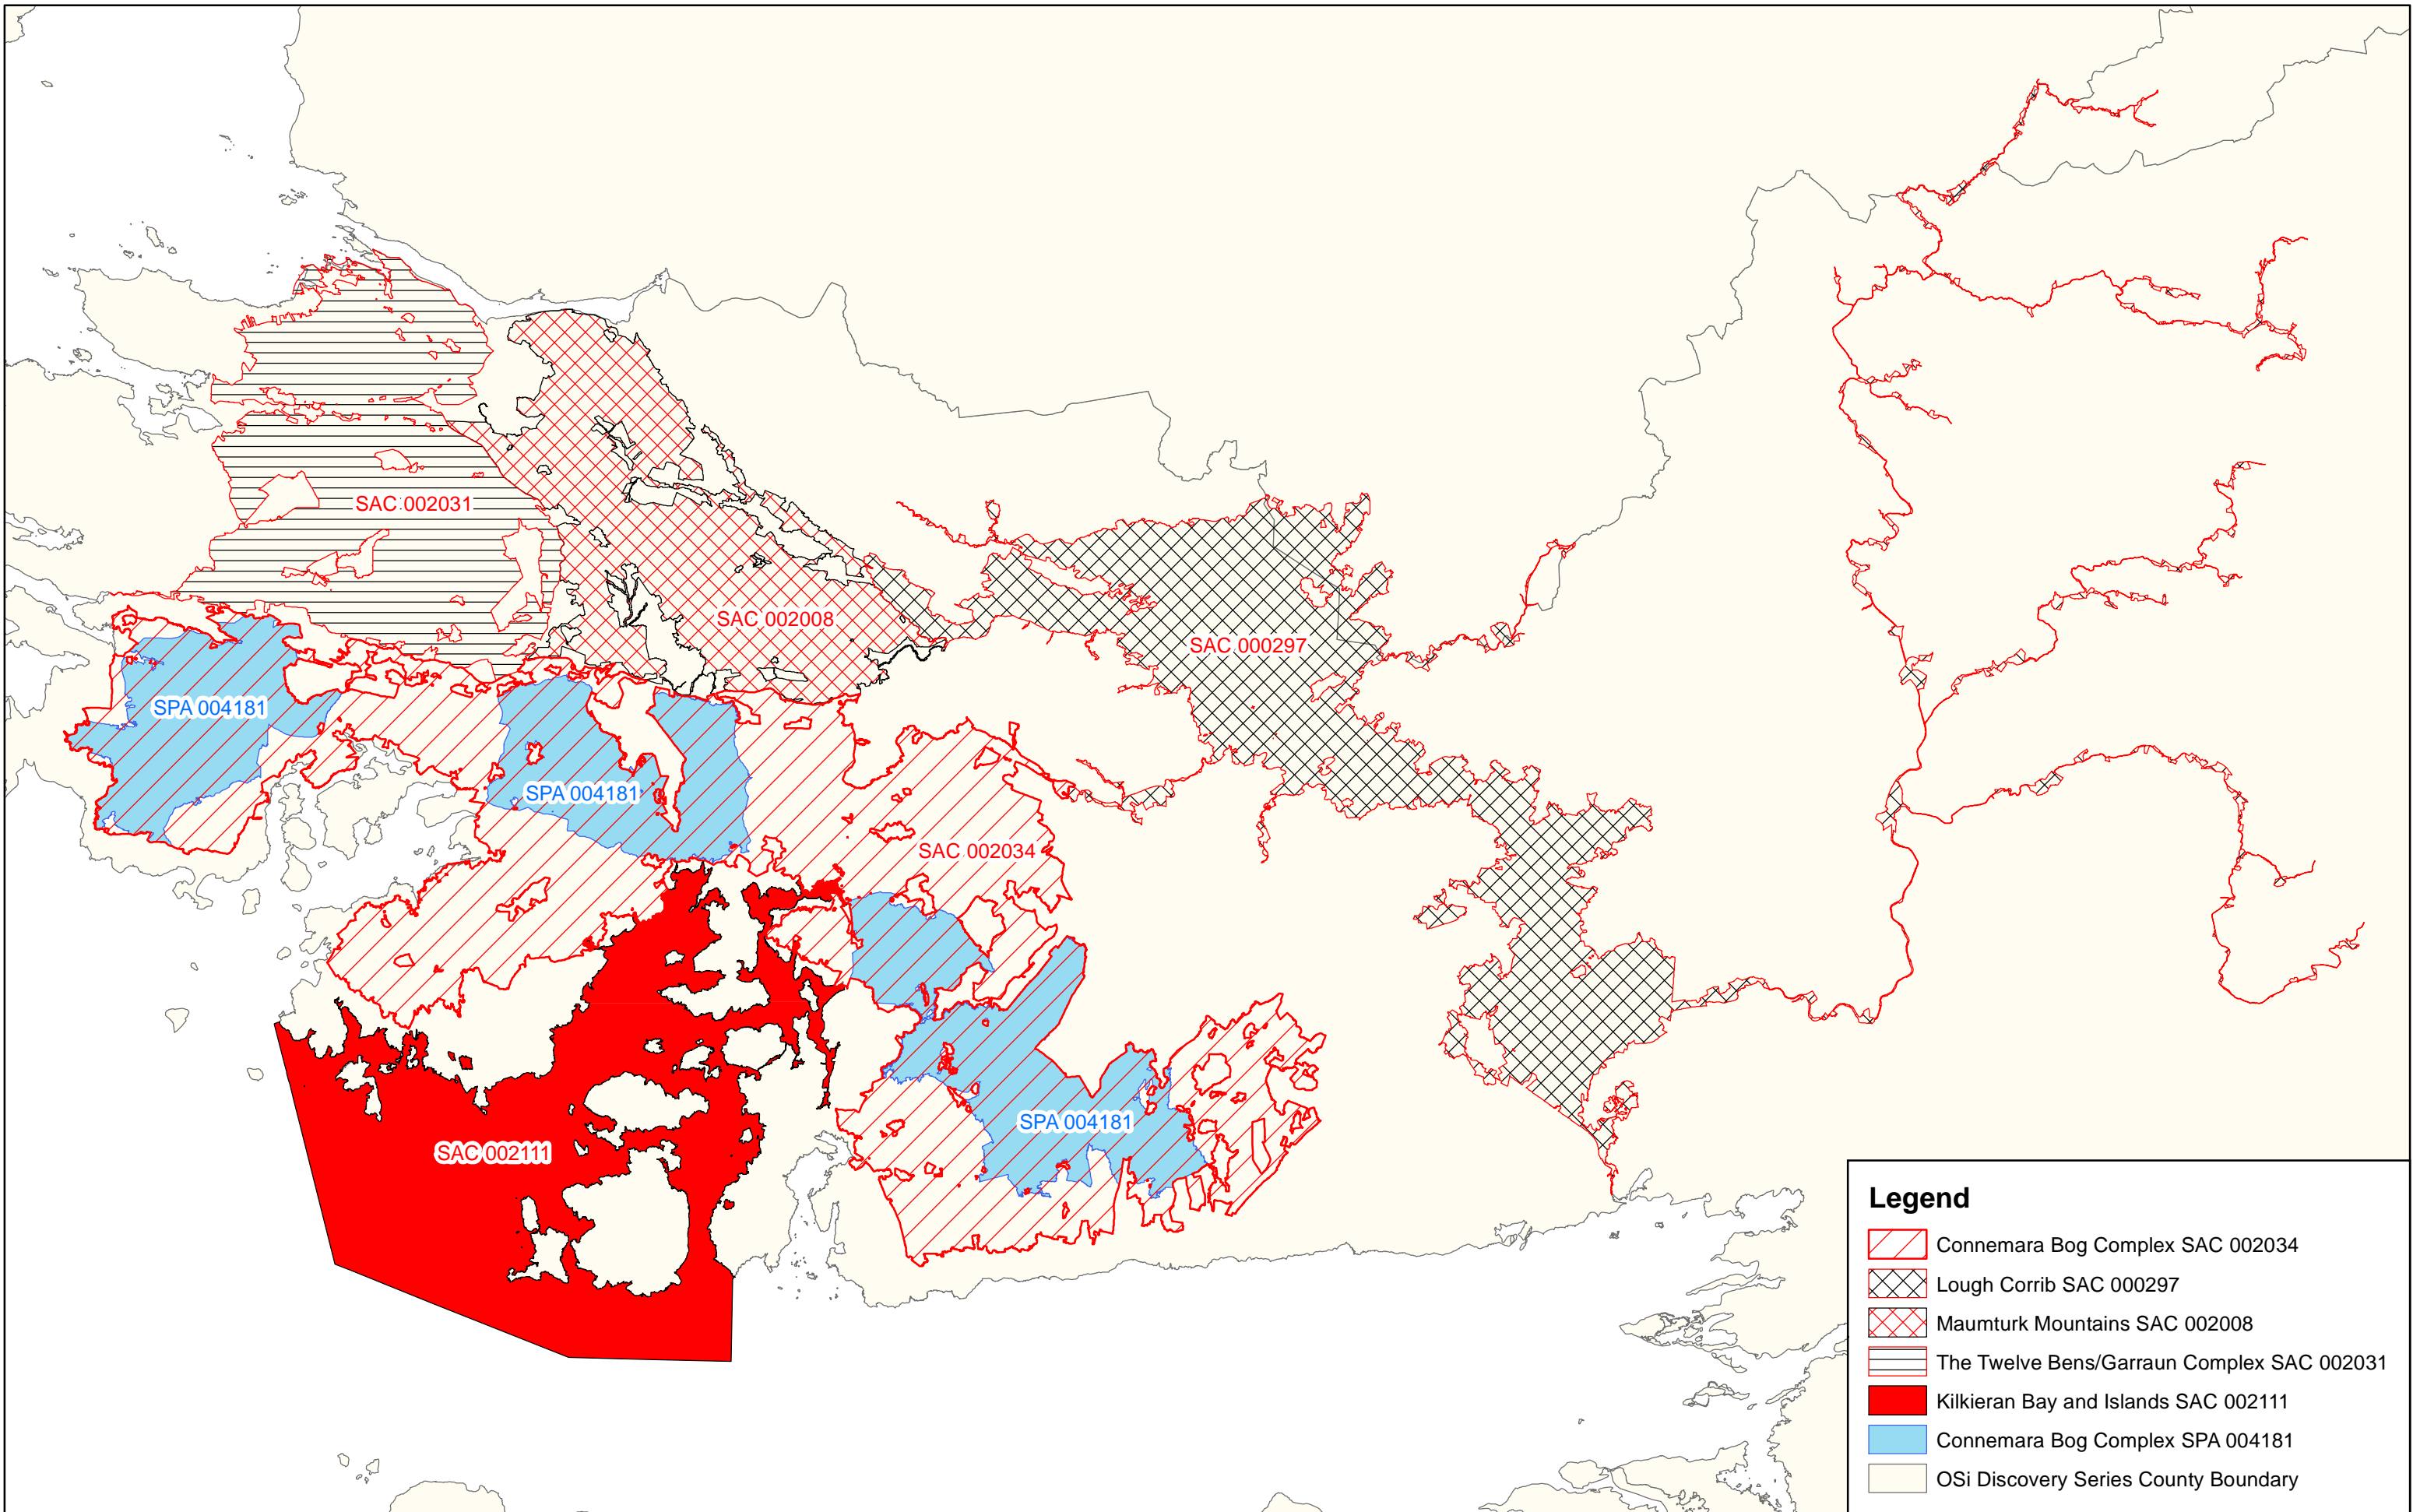 SAC 002031
SAC 002008
SAC 000297
SPA 004181
SPA 004181
SAC 002034
SPA 004181
SAC 002111
Legend
Connemara Bog Complex SAC 002034
Lough Corrib SAC 000297
Maumturk Mountains SAC 002008
The Twelve Bens/Garraun Complex SAC 002031
Kilkieran Bay and Islands SAC 002111
Connemara Bog Complex SPA 004181
OSi Discovery Series County Boundary